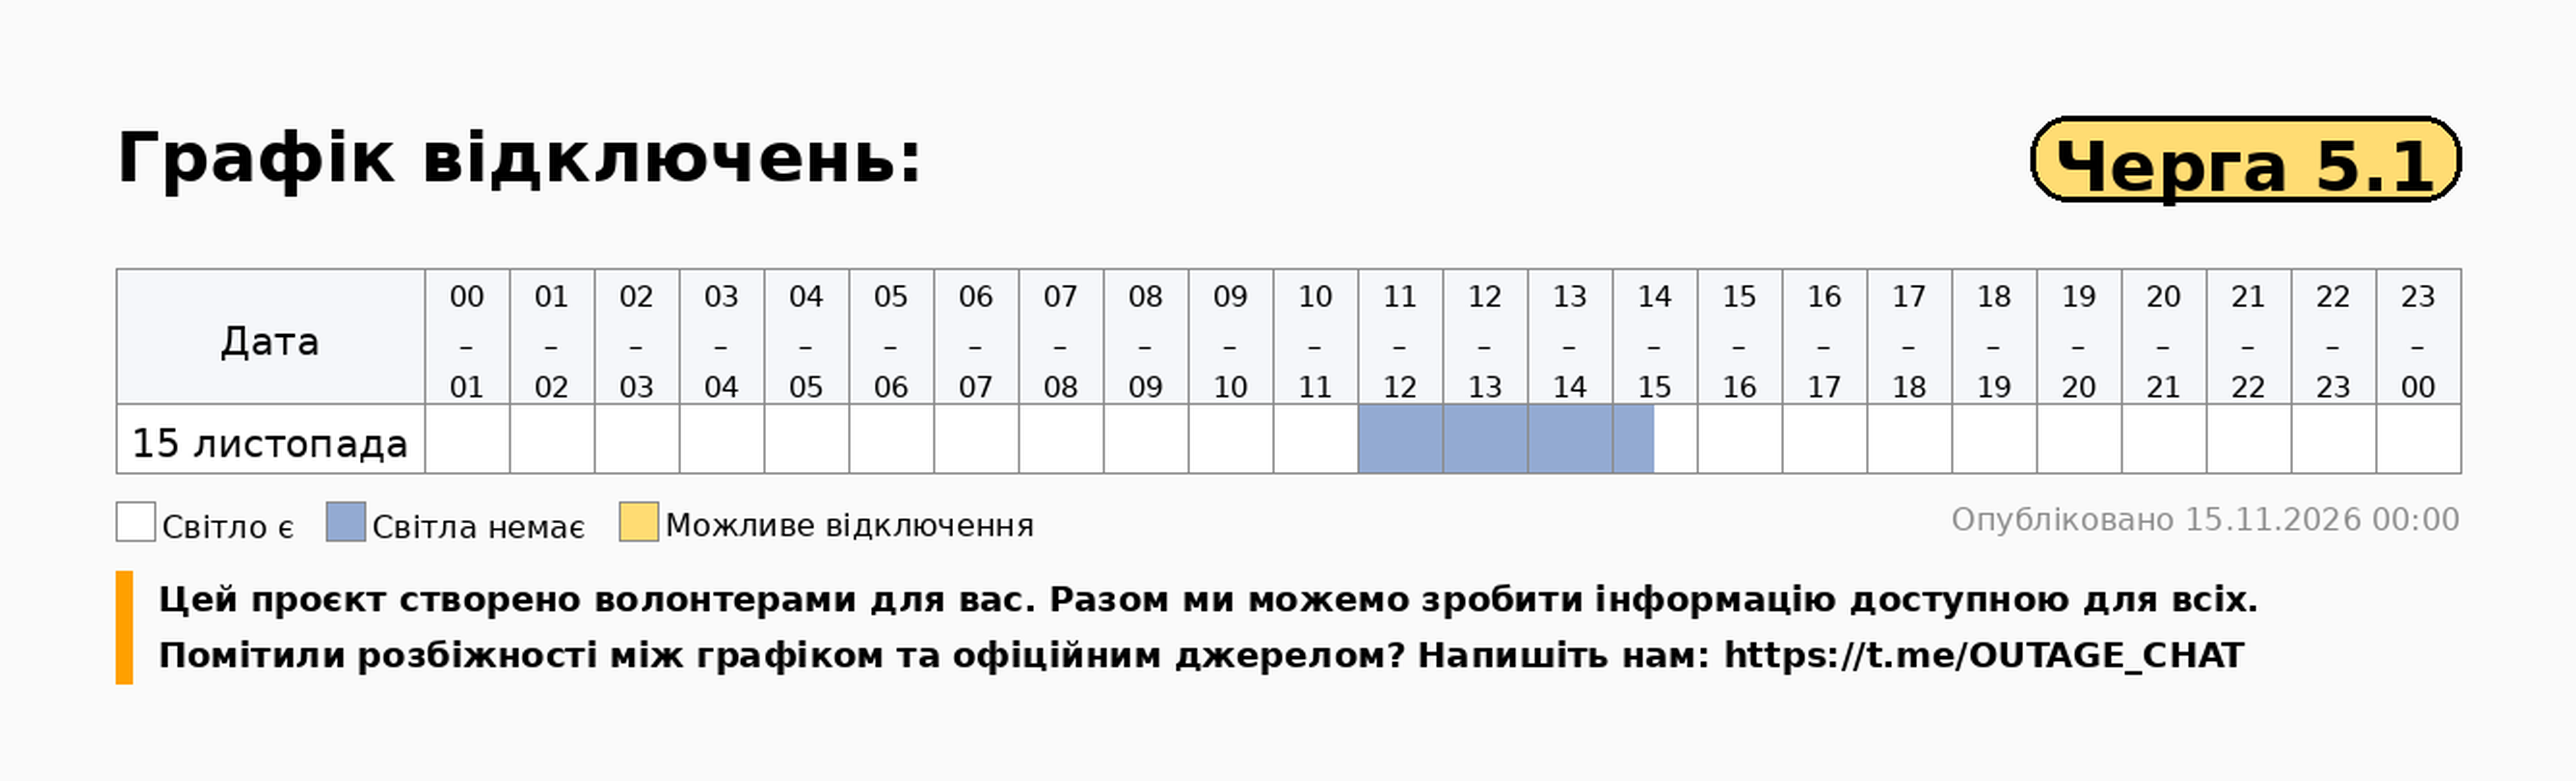 Графік відключень:
Черга 5.1
Дата
00 – 01
01 – 02
02 – 03
03 – 04
04 – 05
05 – 06
06 – 07
07 – 08
08 – 09
09 – 10
10 – 11
11 – 12
12 – 13
13 – 14
14 – 15
15 – 16
16 – 17
17 – 18
18 – 19
19 – 20
20 – 21
21 – 22
22 – 23
23 – 00
15 листопада
Світло є
Світла немає
Можливе відключення
Опубліковано 15.11.2026 00:00
Цей проєкт створено волонтерами для вас. Разом ми можемо зробити інформацію доступною для всіх.
Помітили розбіжності між графіком та офіційним джерелом? Напишіть нам: https://t.me/OUTAGE_CHAT